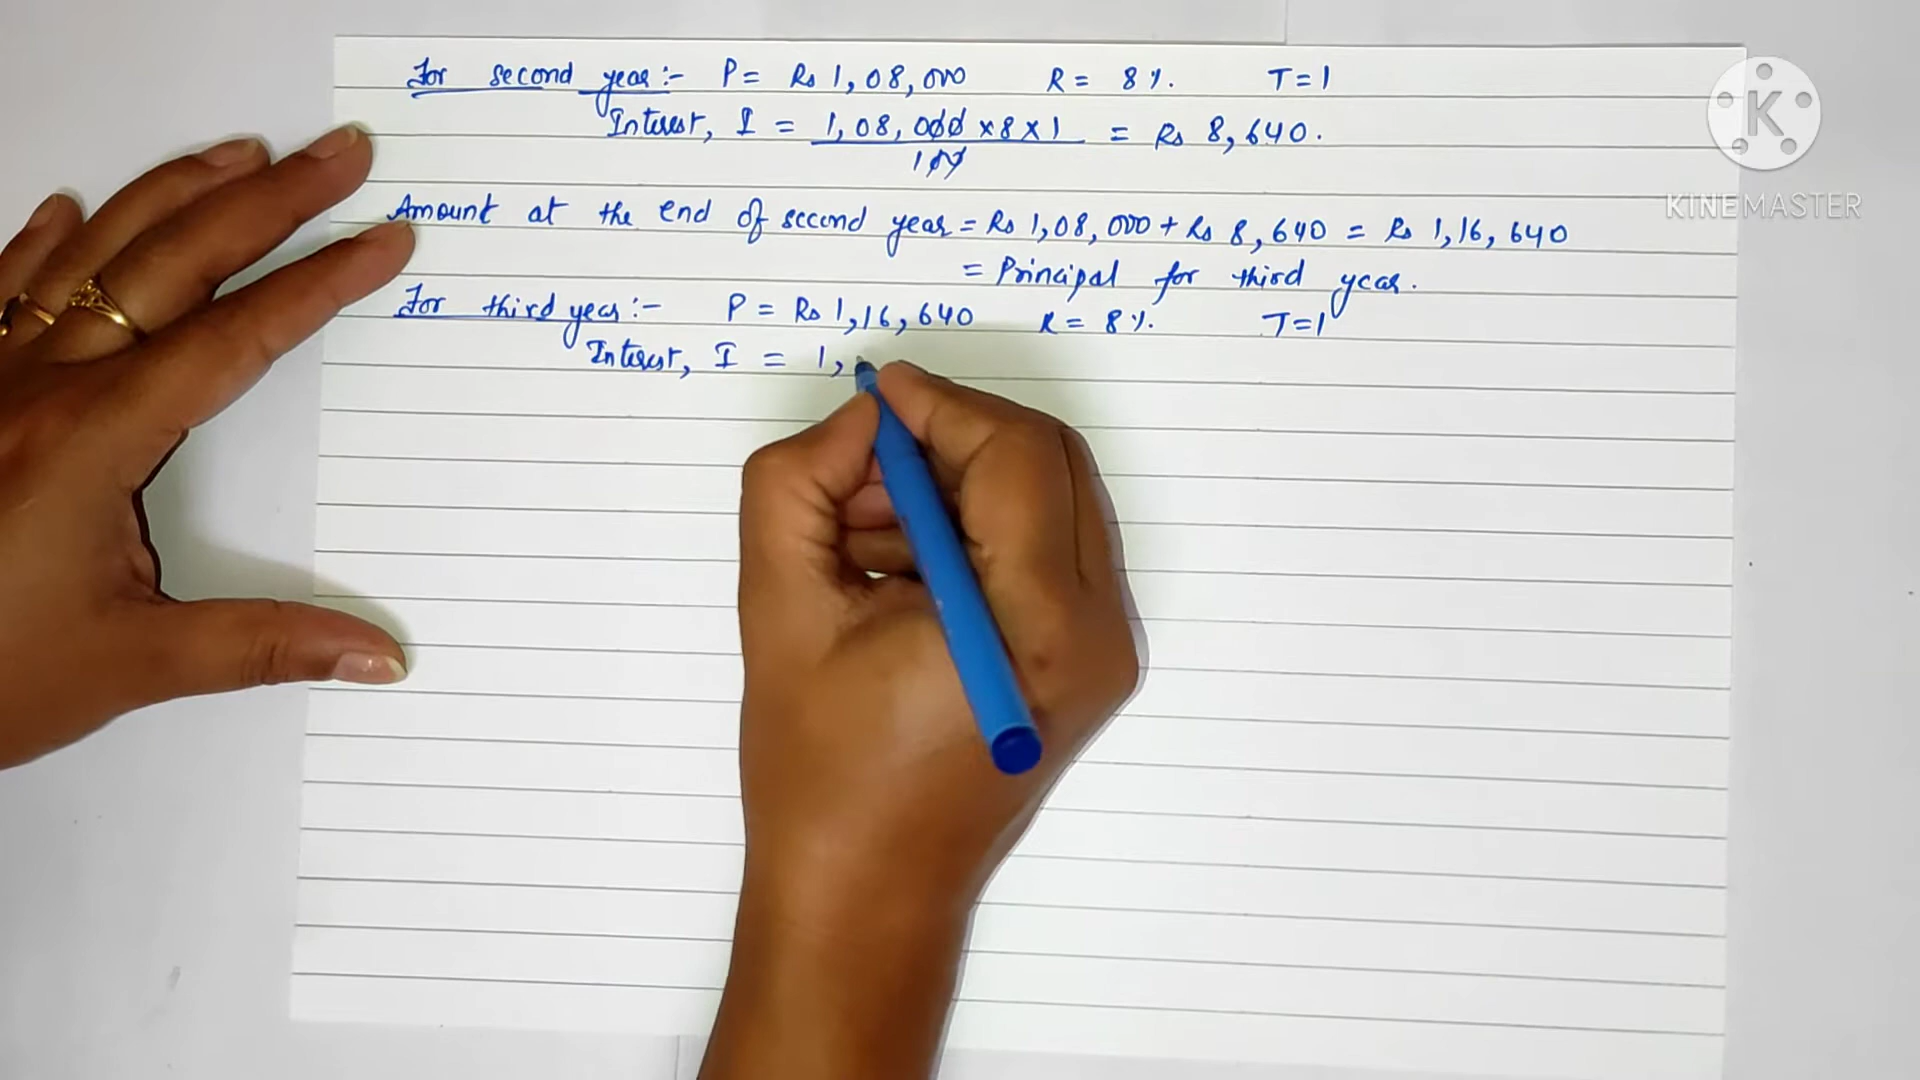 For second year:- P = Rs 1,08,000 R = 8%. T=1
Interest, I = 1,08,000 x 8 x 1 = Rs 8,640.
100
Amount at the end of second year = Rs 1,08,000 + Rs 8,640 = Rs 1,16,640
= Principal for third year.
For third year:- P = Rs 1,16,640 R = 8%. T=1
Interest, I = 1,
K
KINEMASTER